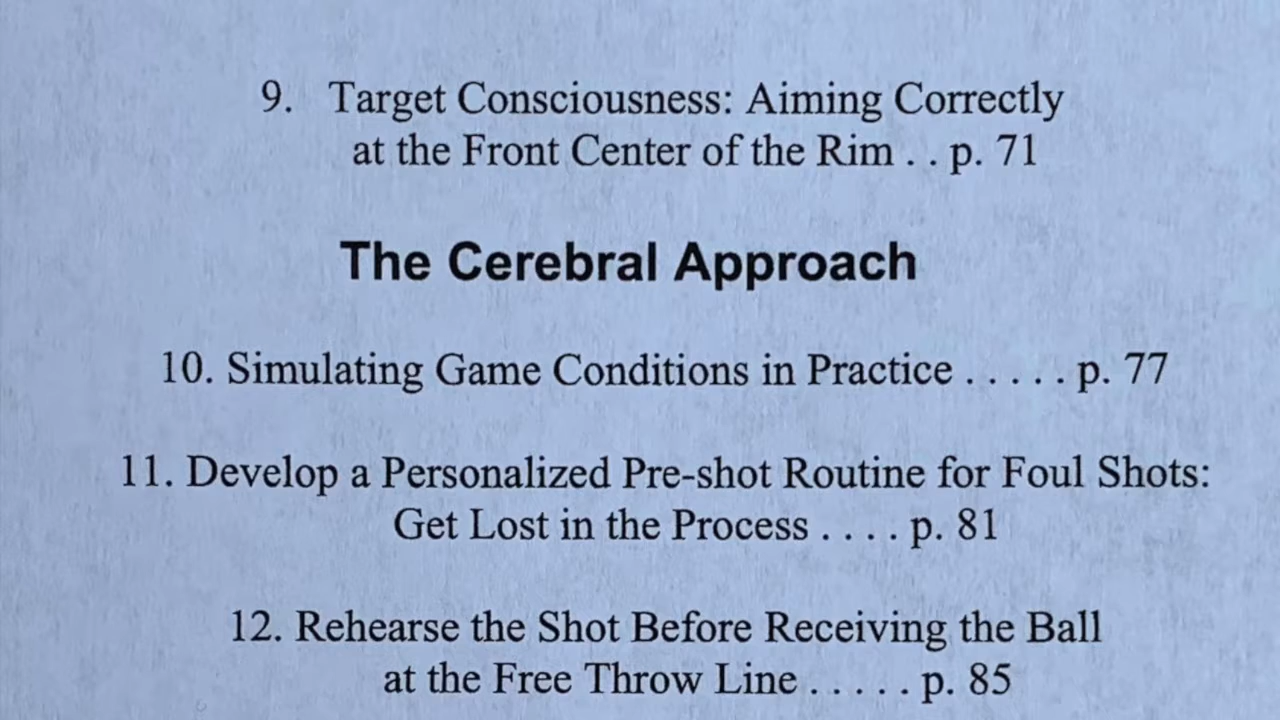 9. Target Consciousness: Aiming Correctly
at the Front Center of the Rim . . p. 71
The Cerebral Approach
10. Simulating Game Conditions in Practice . . . . . p. 77
11. Develop a Personalized Pre-shot Routine for Foul Shots:
Get Lost in the Process . . . . p. 81
12. Rehearse the Shot Before Receiving the Ball
at the Free Throw Line . . . . . p. 85